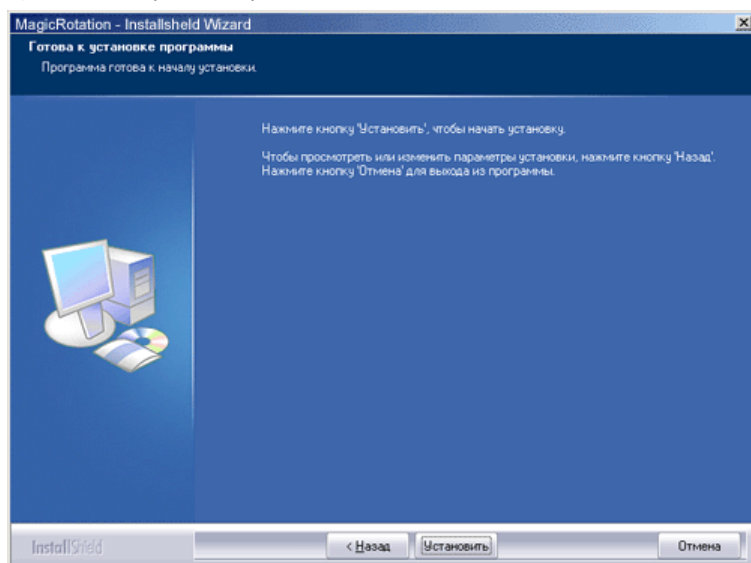 MagicRotation - Installsheld Wizard
Готова к установке программы
Программа готова к началу установки.
Нажмите кнопку 'Установить', чтобы начать установку.
Чтобы просмотреть или изменить параметры установки, нажмите кнопку 'Назад'.
Нажмите кнопку 'Отмена' для выхода из программы.
InstallShield
< Назад
Установить
Отмена